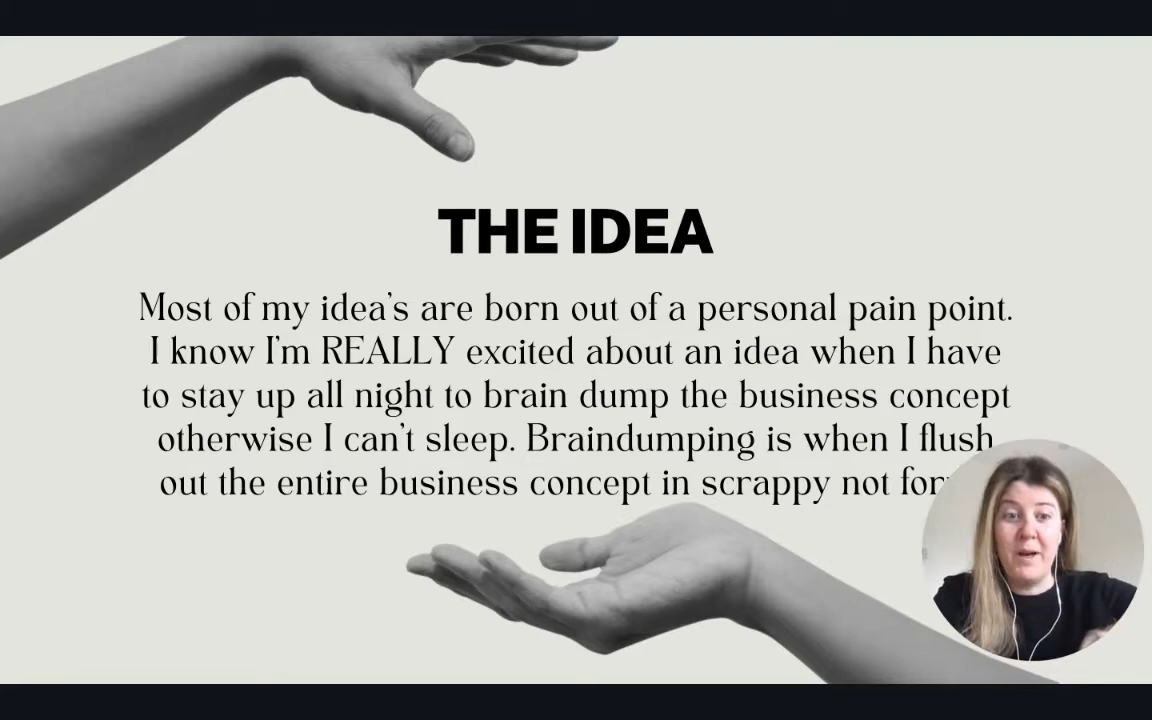 THE IDEA
Most of my idea's are born out of a personal pain point.
I know I'm REALLY excited about an idea when I have
to stay up all night to brain dump the business concept
otherwise I can't sleep. Braindumping is when I flush
out the entire business concept in scrappy not